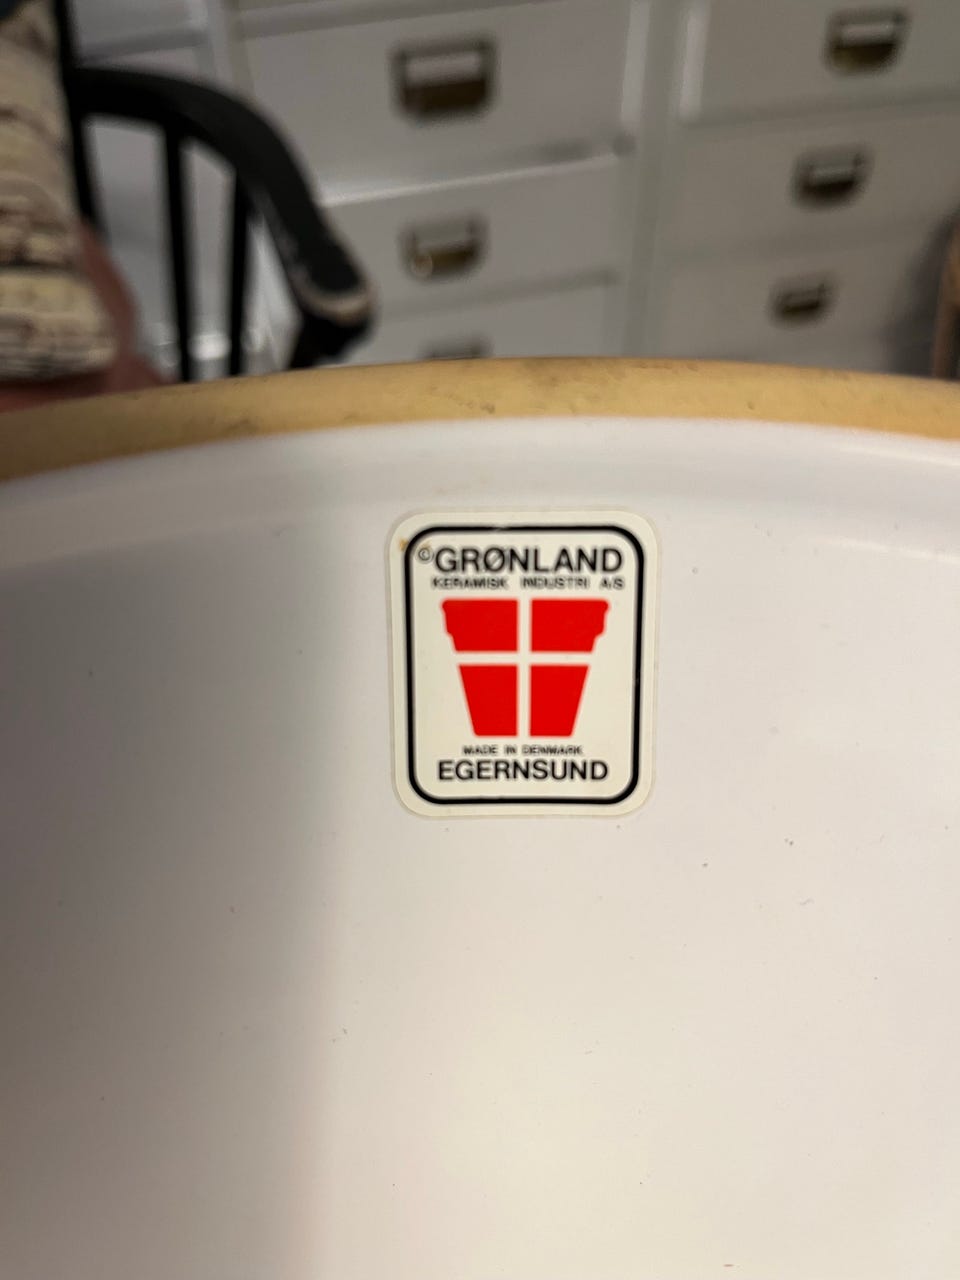 ©GRØNLAND
KERAMISK INDUSTRI A/S
MADE IN DENMARK
EGERNSUND